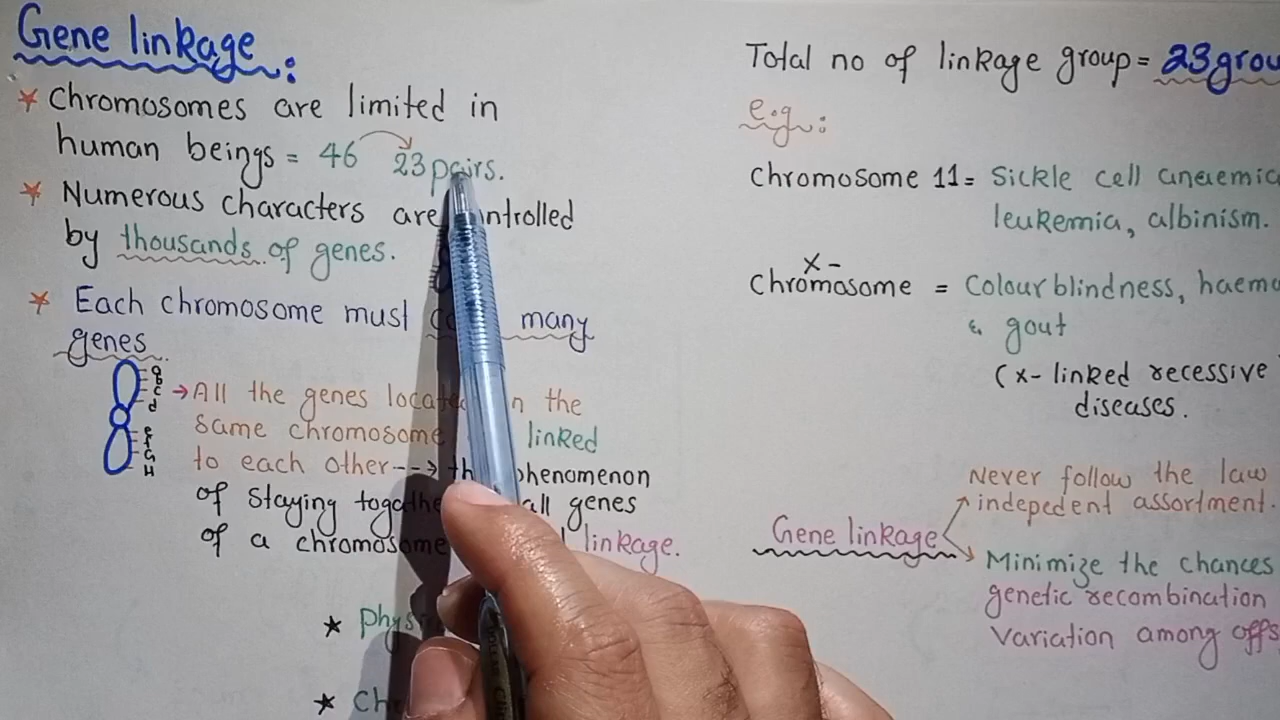 Gene linkage:
* Chromosomes are limited in
human beings = 46 23 pairs.
* Numerous characters are
by thousands of genes.
* Each chromosome must many
genes
a
b
c
d
e
f
G
H
→ All the genes in the
same chromosome linked
to each other ---→ phenomenon
of staying all genes
of a chromosome linkage.
*
*
Total no of linkage group = 23
e.g:
Chromosome 11 = Sickle cell
leukemia, albinism.
X-
Chromosome = Colourblindness,
& gout
(x-linked recessive
diseases.
Never follow the law
indepedent assortment.
Gene linkage
Minimize the chances
genetic recombination
variation among